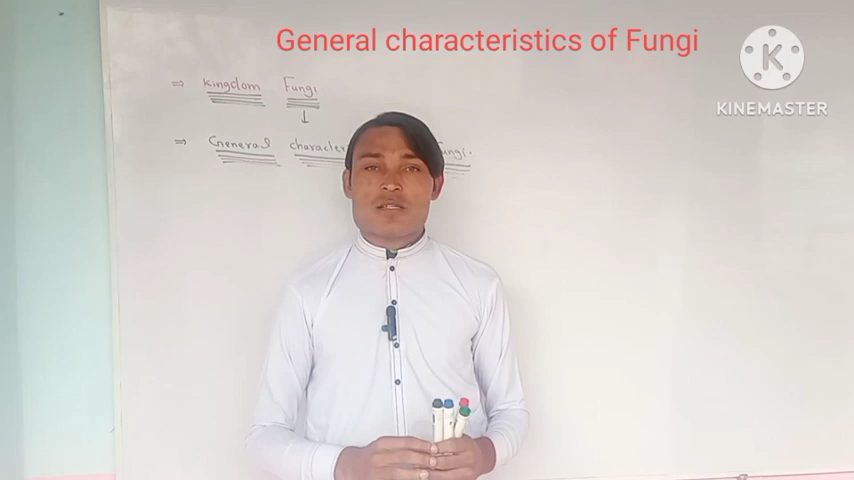 General characteristics of Fungi
KINEMASTER
⇒ Kingdom Fungi
↓
⇒ General